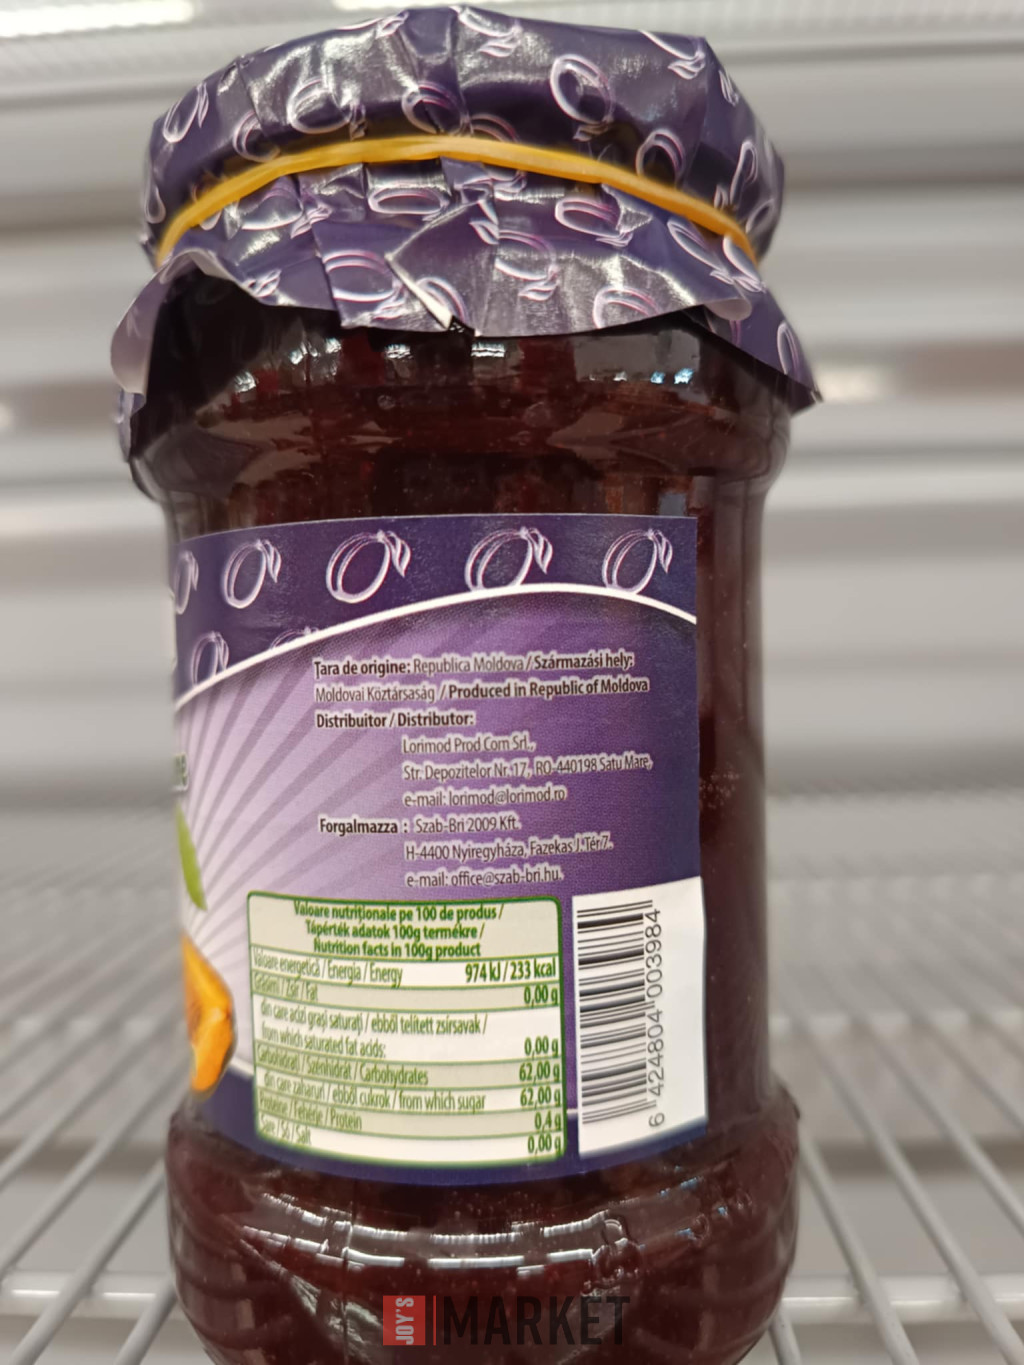 Țara de origine: Republica Moldova / Származási hely:
Moldovai Köztársaság / Produced in Republic of Moldova
Distribuitor / Distributor:
Lorimod Prod Com Srl.,
Str. Depozitelor Nr. 17, RO-440198 Satu Mare,
e-mail: lorimod@lorimod.ro
Forgalmazza : Szab-Bri 2009 Kft.
H-4400 Nyiregyháza, Fazekas J. Tér 7.
e-mail: office@szab-bri.hu.
Valoare nutriționale pe 100 de produs /
Tápérték adatok 100g termékre /
Nutrition facts in 100g product
Valoare energetică / Energia / Energy 974 kJ / 233 kcal
Grăsimi / Zsír / Fat 0,00 g
din care acizi grași saturați / ebből telített zsírsavak /
from which saturated fat acids: 0,00 g
Carbohidrați / Szénhidrát / Carbohydrates 62,00 g
din care zaharuri / ebből cukrok / from which sugar 62,00 g
Proteine / Fehérje / Protein 0,4 g
Sare / Só / Salt 0,00 g
6 424804 003984
JOY'S MARKET